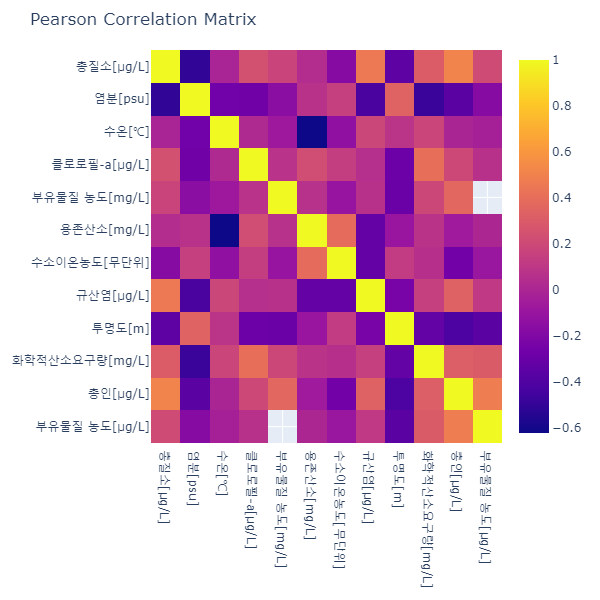 Pearson Correlation Matrix
총질소[μg/L]
염분[psu]
수온[℃]
클로로필-a[μg/L]
부유물질 농도[mg/L]
용존산소[mg/L]
수소이온농도[무단위]
규산염[μg/L]
투명도[m]
화학적산소요구량[mg/L]
총인[μg/L]
부유물질 농도[μg/L]
총질소[μg/L]
염분[psu]
수온[℃]
클로로필-a[μg/L]
부유물질 농도[mg/L]
용존산소[mg/L]
수소이온농도[무단위]
규산염[μg/L]
투명도[m]
화학적산소요구량[mg/L]
총인[μg/L]
부유물질 농도[μg/L]
1
0.8
0.6
0.4
0.2
0
−0.2
−0.4
−0.6